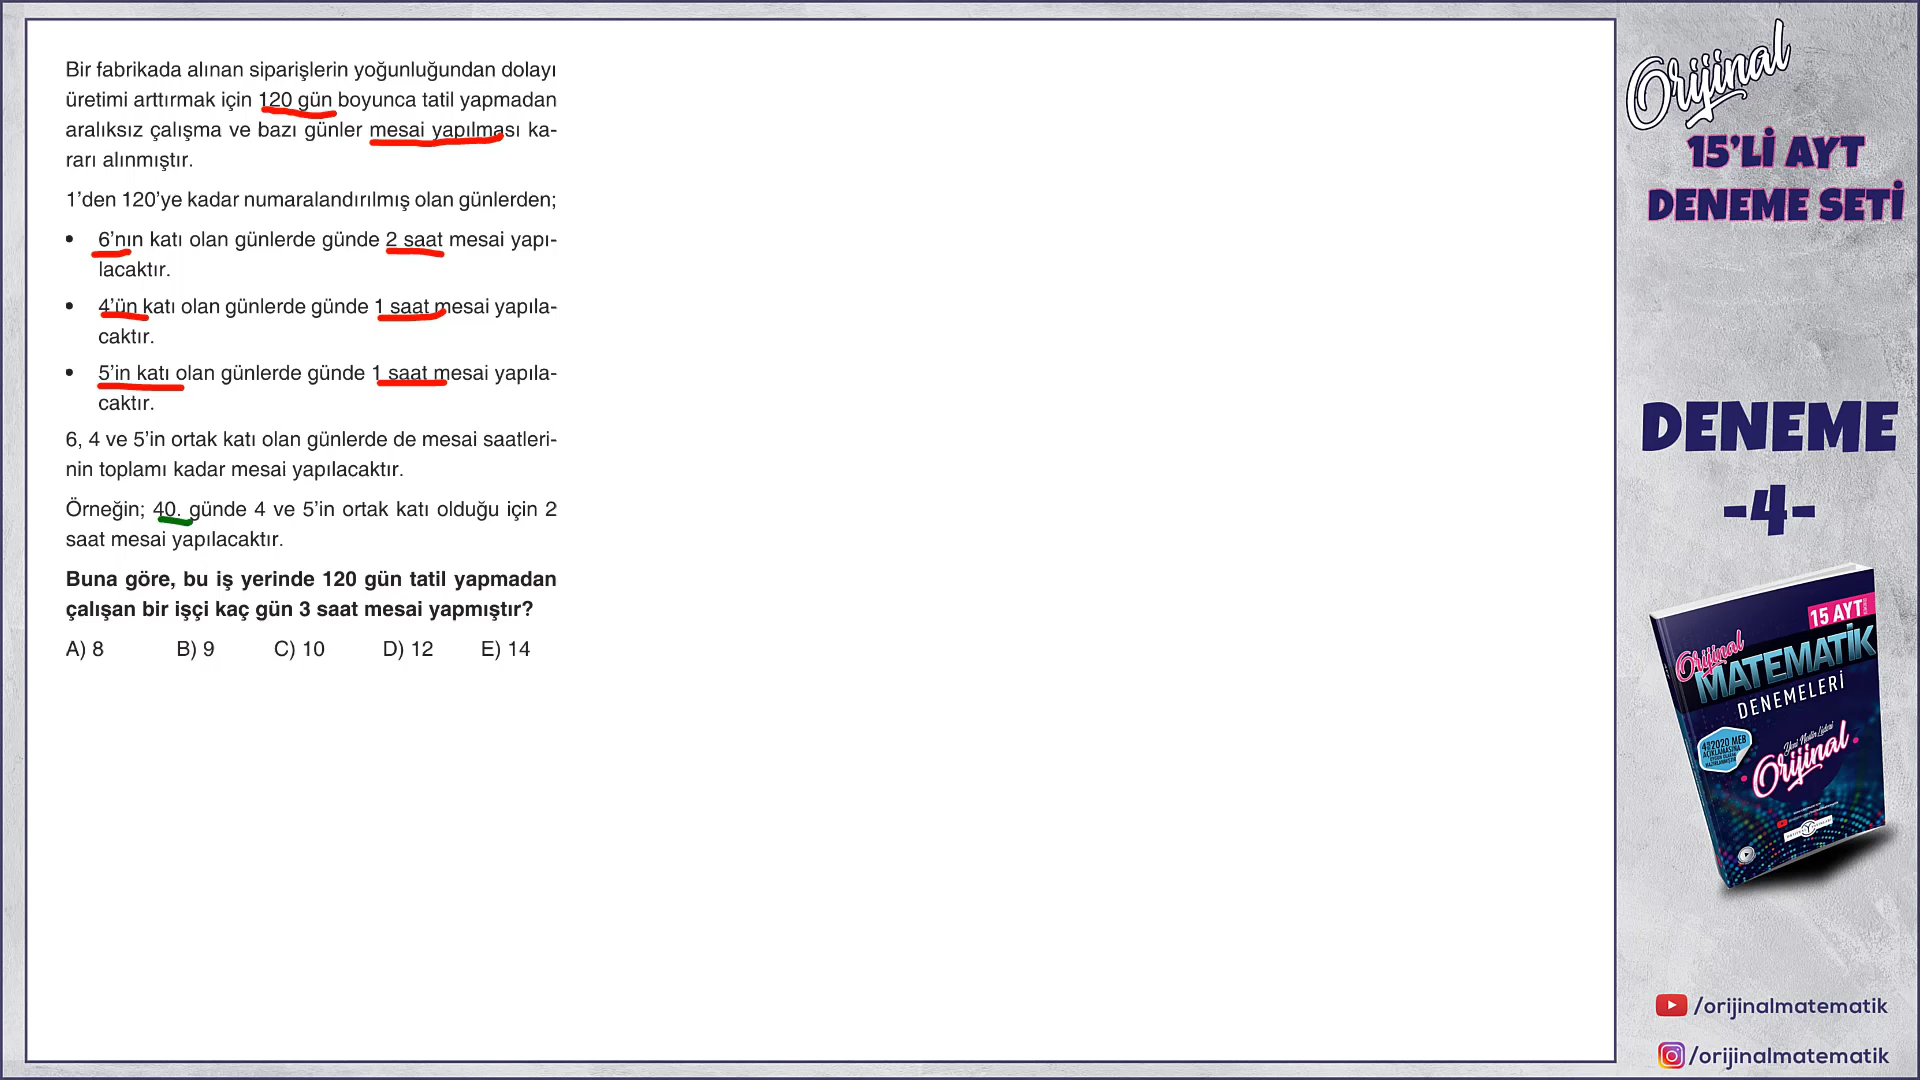 Bir fabrikada alınan siparişlerin yoğunluğundan dolayı
üretimi arttırmak için 120 gün boyunca tatil yapmadan
aralıksız çalışma ve bazı günler mesai yapılması ka-
rarı alınmıştır.
1’den 120’ye kadar numaralandırılmış olan günlerden;
• 6’nın katı olan günlerde günde 2 saat mesai yapı-
lacaktır.
• 4’ün katı olan günlerde günde 1 saat mesai yapıla-
caktır.
• 5’in katı olan günlerde günde 1 saat mesai yapıla-
caktır.
6, 4 ve 5’in ortak katı olan günlerde de mesai saatleri-
nin toplamı kadar mesai yapılacaktır.
Örneğin; 40. günde 4 ve 5’in ortak katı olduğu için 2
saat mesai yapılacaktır.
Buna göre, bu iş yerinde 120 gün tatil yapmadan
çalışan bir işçi kaç gün 3 saat mesai yapmıştır?
A) 8 B) 9 C) 10 D) 12 E) 14
Orijinal
15’Lİ AYT
DENEME SETİ
DENEME
-4-
15 AYT
Orijinal
MATEMATİK
DENEMELERİ
Orijinal
/orijinalmatematik
/orijinalmatematik